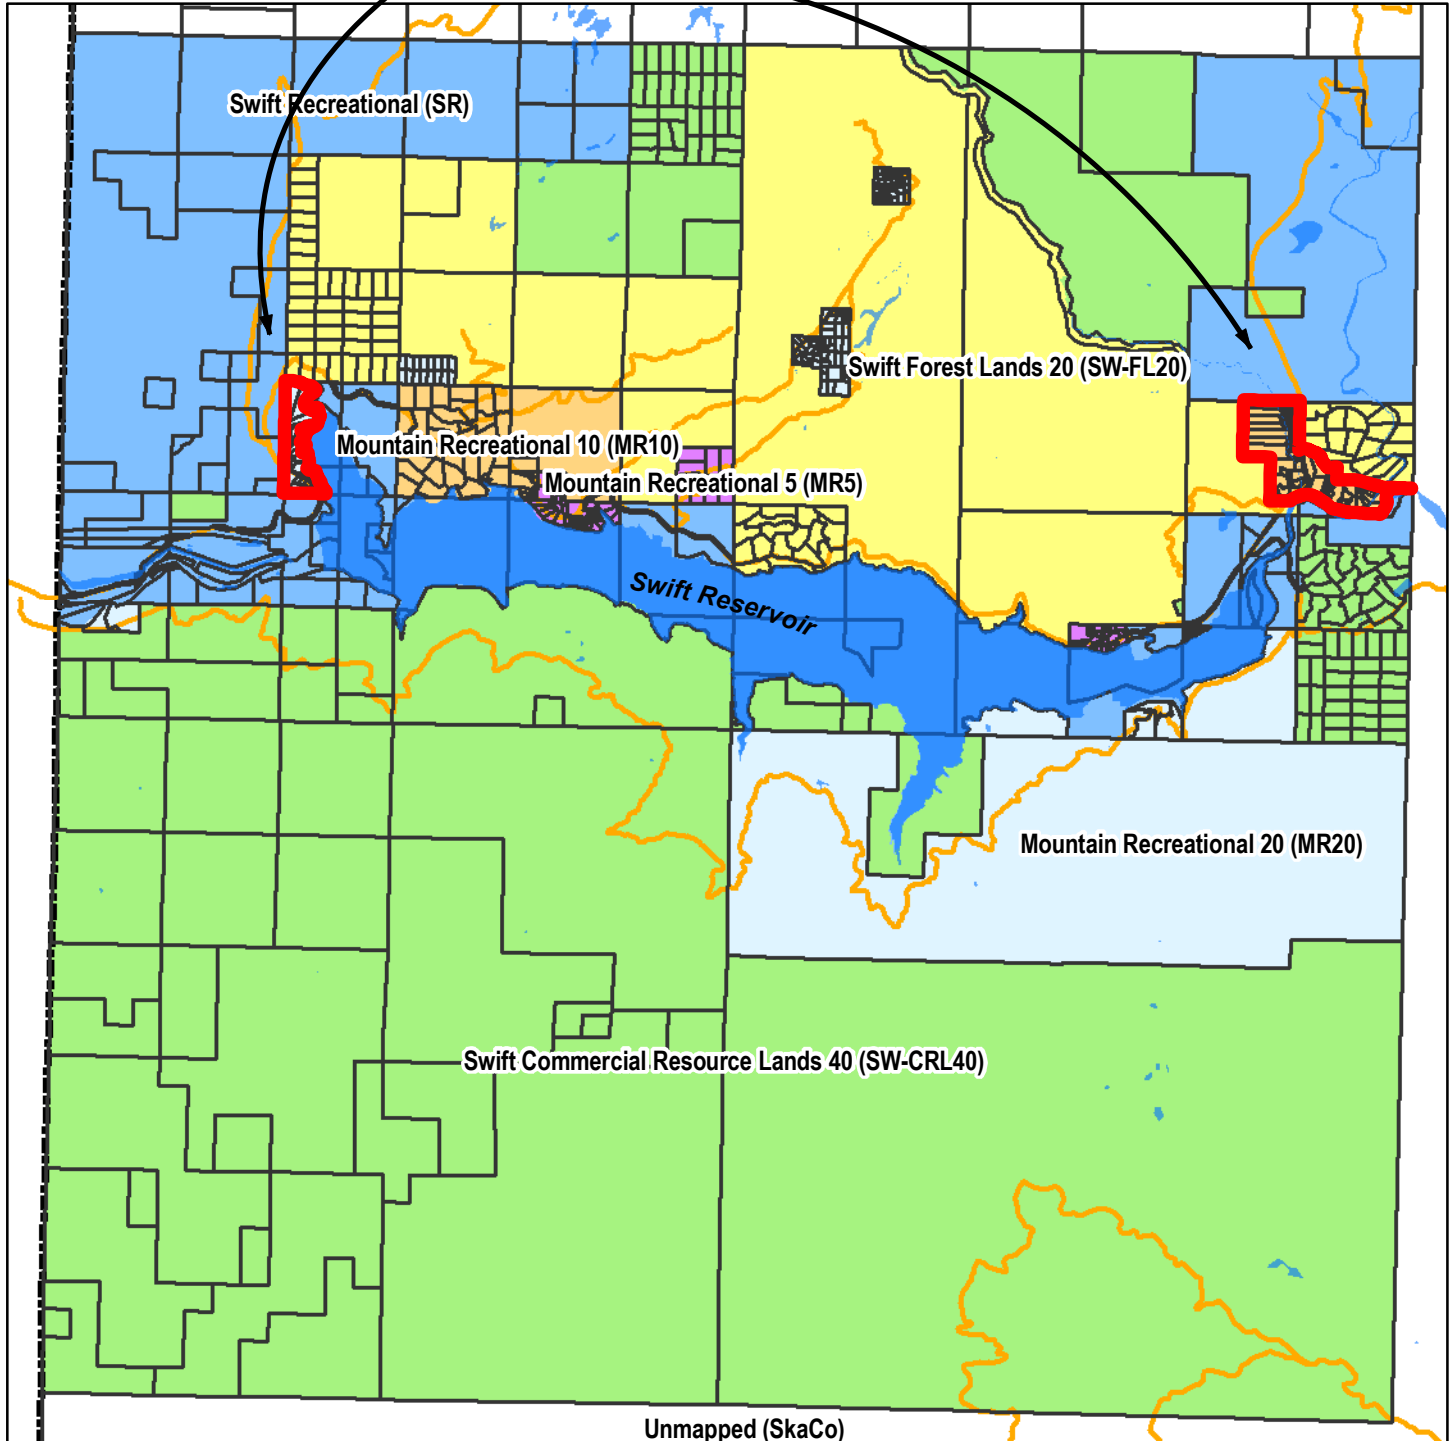 Swift Recreational (SR)
Swift Forest Lands 20 (SW-FL20)
Mountain Recreational 10 (MR10)
Mountain Recreational 5 (MR5)
Swift Reservoir
Mountain Recreational 20 (MR20)
Swift Commercial Resource Lands 40 (SW-CRL40)
Unmapped (SkaCo)